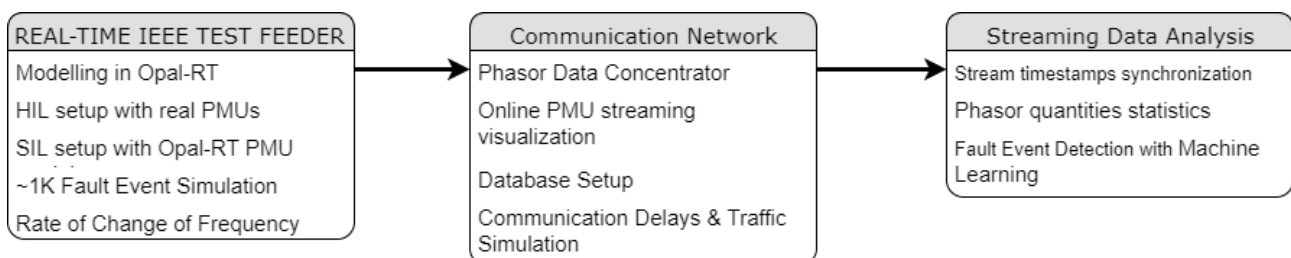 REAL-TIME IEEE TEST FEEDER
Modelling in Opal-RT
HIL setup with real PMUs
SIL setup with Opal-RT PMU
~1K Fault Event Simulation
Rate of Change of Frequency
Communication Network
Phasor Data Concentrator
Online PMU streaming
visualization
Database Setup
Communication Delays & Traffic
Simulation
Streaming Data Analysis
Stream timestamps synchronization
Phasor quantities statistics
Fault Event Detection with Machine
Learning